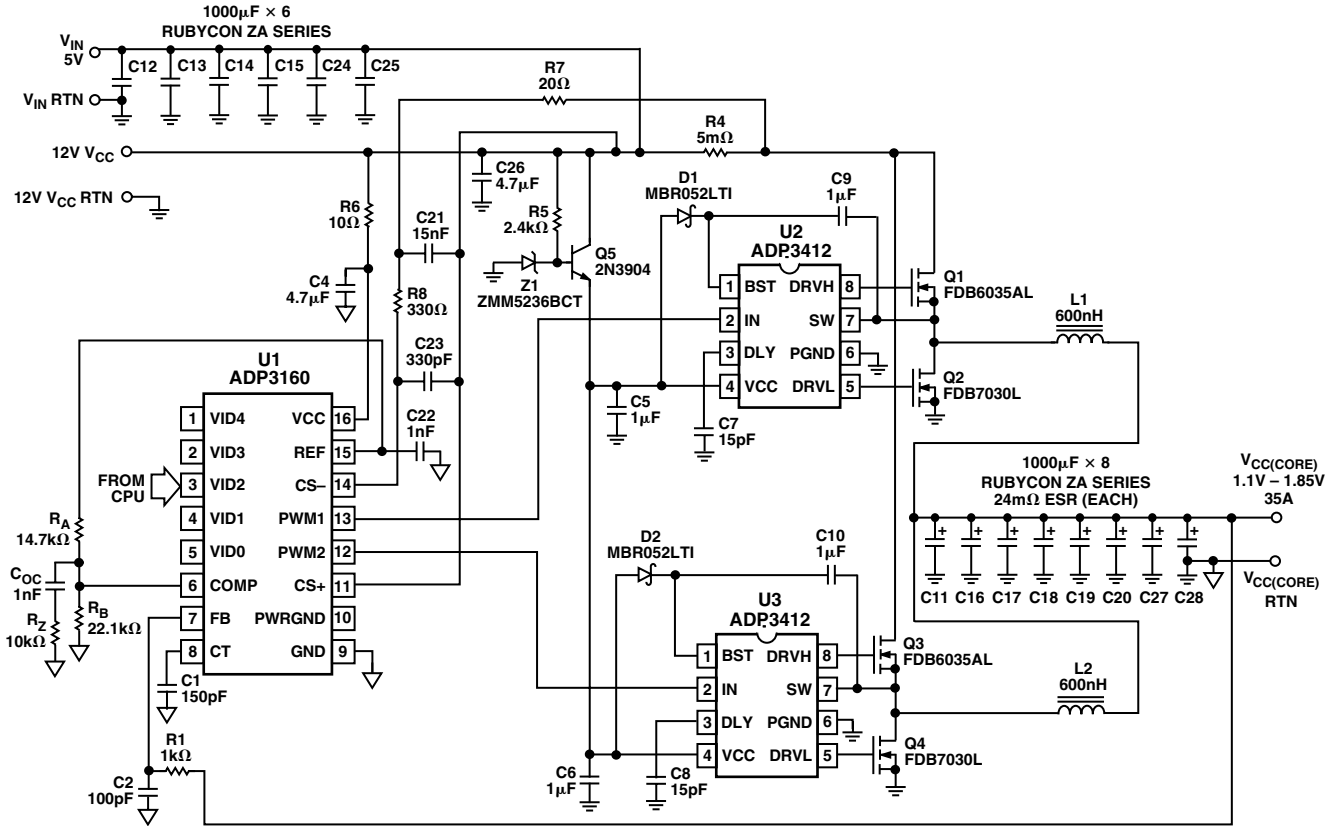 1000μF × 6
RUBYCON ZA SERIES
VIN
5V
C12
C13
C14
C15
C24
C25
VIN RTN
12V VCC
12V VCC RTN
R7
20Ω
R4
5mΩ
C26
4.7μF
R6
10Ω
C21
15nF
R5
2.4kΩ
Q5
2N3904
Z1
ZMM5236BCT
C4
4.7μF
R8
330Ω
C23
330pF
C22
1nF
D1
MBR052LTI
C9
1μF
U2
ADP3412
1 BST DRVH 8
2 IN SW 7
3 DLY PGND 6
4 VCC DRVL 5
Q1
FDB6035AL
L1
600nH
Q2
FDB7030L
C5
1μF
C7
15pF
U1
ADP3160
1 VID4 VCC 16
2 VID3 REF 15
3 VID2 CS– 14
4 VID1 PWM1 13
5 VID0 PWM2 12
6 COMP CS+ 11
7 FB PWRGND 10
8 CT GND 9
FROM
CPU
RA
14.7kΩ
COC
1nF
RZ
10kΩ
RB
22.1kΩ
C1
150pF
R1
1kΩ
C2
100pF
1000μF × 8
RUBYCON ZA SERIES
24mΩ ESR (EACH)
VCC(CORE)
1.1V – 1.85V
35A
+
+
+
+
+
+
+
+
C11 C16 C17 C18 C19 C20 C27 C28
VCC(CORE)
RTN
D2
MBR052LTI
C10
1μF
U3
ADP3412
1 BST DRVH 8
2 IN SW 7
3 DLY PGND 6
4 VCC DRVL 5
Q3
FDB6035AL
L2
600nH
Q4
FDB7030L
C6
1μF
C8
15pF